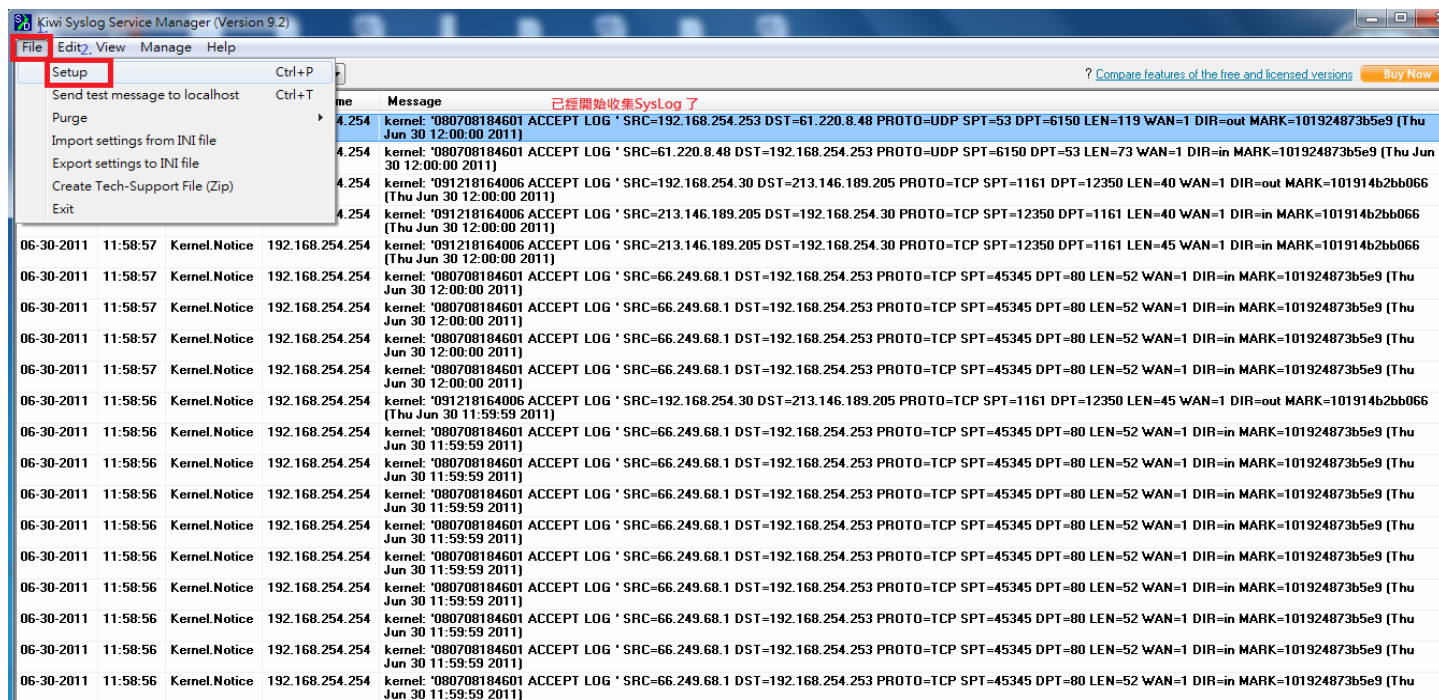 Kiwi Syslog Service Manager (Version 9.2)
1.
File Edit 2. View Manage Help
Setup Ctrl+P
? Compare features of the free and licensed versions Buy Now
Send test message to localhost Ctrl+T
me Message 已經開始收集SysLog 了
Purge
4.254 kernel: '080708184601 ACCEPT LOG ' SRC=192.168.254.253 DST=61.220.8.48 PROTO=UDP SPT=53 DPT=6150 LEN=119 WAN=1 DIR=out MARK=101924873b5e9 (Thu
Jun 30 12:00:00 2011)
Import settings from INI file
4.254 kernel: '080708184601 ACCEPT LOG ' SRC=61.220.8.48 DST=192.168.254.253 PROTO=UDP SPT=6150 DPT=53 LEN=73 WAN=1 DIR=in MARK=101924873b5e9 (Thu Jun
30 12:00:00 2011)
Export settings to INI file
Create Tech-Support File (Zip)
4.254 kernel: '091218164006 ACCEPT LOG ' SRC=192.168.254.30 DST=213.146.189.205 PROTO=TCP SPT=1161 DPT=12350 LEN=40 WAN=1 DIR=out MARK=101914b2bb066
(Thu Jun 30 12:00:00 2011)
Exit
4.254 kernel: '091218164006 ACCEPT LOG ' SRC=213.146.189.205 DST=192.168.254.30 PROTO=TCP SPT=12350 DPT=1161 LEN=40 WAN=1 DIR=in MARK=101914b2bb066
(Thu Jun 30 12:00:00 2011)
06-30-2011 11:58:57 Kernel.Notice 192.168.254.254 kernel: '091218164006 ACCEPT LOG ' SRC=213.146.189.205 DST=192.168.254.30 PROTO=TCP SPT=12350 DPT=1161 LEN=45 WAN=1 DIR=in MARK=101914b2bb066
(Thu Jun 30 12:00:00 2011)
06-30-2011 11:58:57 Kernel.Notice 192.168.254.254 kernel: '080708184601 ACCEPT LOG ' SRC=66.249.68.1 DST=192.168.254.253 PROTO=TCP SPT=45345 DPT=80 LEN=52 WAN=1 DIR=in MARK=101924873b5e9 (Thu
Jun 30 12:00:00 2011)
06-30-2011 11:58:57 Kernel.Notice 192.168.254.254 kernel: '080708184601 ACCEPT LOG ' SRC=66.249.68.1 DST=192.168.254.253 PROTO=TCP SPT=45345 DPT=80 LEN=52 WAN=1 DIR=in MARK=101924873b5e9 (Thu
Jun 30 12:00:00 2011)
06-30-2011 11:58:57 Kernel.Notice 192.168.254.254 kernel: '080708184601 ACCEPT LOG ' SRC=66.249.68.1 DST=192.168.254.253 PROTO=TCP SPT=45345 DPT=80 LEN=52 WAN=1 DIR=in MARK=101924873b5e9 (Thu
Jun 30 12:00:00 2011)
06-30-2011 11:58:57 Kernel.Notice 192.168.254.254 kernel: '080708184601 ACCEPT LOG ' SRC=66.249.68.1 DST=192.168.254.253 PROTO=TCP SPT=45345 DPT=80 LEN=52 WAN=1 DIR=in MARK=101924873b5e9 (Thu
Jun 30 12:00:00 2011)
06-30-2011 11:58:56 Kernel.Notice 192.168.254.254 kernel: '091218164006 ACCEPT LOG ' SRC=192.168.254.30 DST=213.146.189.205 PROTO=TCP SPT=1161 DPT=12350 LEN=45 WAN=1 DIR=out MARK=101914b2bb066
(Thu Jun 30 11:59:59 2011)
06-30-2011 11:58:56 Kernel.Notice 192.168.254.254 kernel: '080708184601 ACCEPT LOG ' SRC=66.249.68.1 DST=192.168.254.253 PROTO=TCP SPT=45345 DPT=80 LEN=52 WAN=1 DIR=in MARK=101924873b5e9 (Thu
Jun 30 11:59:59 2011)
06-30-2011 11:58:56 Kernel.Notice 192.168.254.254 kernel: '080708184601 ACCEPT LOG ' SRC=66.249.68.1 DST=192.168.254.253 PROTO=TCP SPT=45345 DPT=80 LEN=52 WAN=1 DIR=in MARK=101924873b5e9 (Thu
Jun 30 11:59:59 2011)
06-30-2011 11:58:56 Kernel.Notice 192.168.254.254 kernel: '080708184601 ACCEPT LOG ' SRC=66.249.68.1 DST=192.168.254.253 PROTO=TCP SPT=45345 DPT=80 LEN=52 WAN=1 DIR=in MARK=101924873b5e9 (Thu
Jun 30 11:59:59 2011)
06-30-2011 11:58:56 Kernel.Notice 192.168.254.254 kernel: '080708184601 ACCEPT LOG ' SRC=66.249.68.1 DST=192.168.254.253 PROTO=TCP SPT=45345 DPT=80 LEN=52 WAN=1 DIR=in MARK=101924873b5e9 (Thu
Jun 30 11:59:59 2011)
06-30-2011 11:58:56 Kernel.Notice 192.168.254.254 kernel: '080708184601 ACCEPT LOG ' SRC=66.249.68.1 DST=192.168.254.253 PROTO=TCP SPT=45345 DPT=80 LEN=52 WAN=1 DIR=in MARK=101924873b5e9 (Thu
Jun 30 11:59:59 2011)
06-30-2011 11:58:56 Kernel.Notice 192.168.254.254 kernel: '080708184601 ACCEPT LOG ' SRC=66.249.68.1 DST=192.168.254.253 PROTO=TCP SPT=45345 DPT=80 LEN=52 WAN=1 DIR=in MARK=101924873b5e9 (Thu
Jun 30 11:59:59 2011)
06-30-2011 11:58:56 Kernel.Notice 192.168.254.254 kernel: '080708184601 ACCEPT LOG ' SRC=66.249.68.1 DST=192.168.254.253 PROTO=TCP SPT=45345 DPT=80 LEN=52 WAN=1 DIR=in MARK=101924873b5e9 (Thu
Jun 30 11:59:59 2011)
06-30-2011 11:58:56 Kernel.Notice 192.168.254.254 kernel: '080708184601 ACCEPT LOG ' SRC=66.249.68.1 DST=192.168.254.253 PROTO=TCP SPT=45345 DPT=80 LEN=52 WAN=1 DIR=in MARK=101924873b5e9 (Thu
Jun 30 11:59:59 2011)
06-30-2011 11:58:56 Kernel.Notice 192.168.254.254 kernel: '080708184601 ACCEPT LOG ' SRC=66.249.68.1 DST=192.168.254.253 PROTO=TCP SPT=45345 DPT=80 LEN=52 WAN=1 DIR=in MARK=101924873b5e9 (Thu
Jun 30 11:59:59 2011)